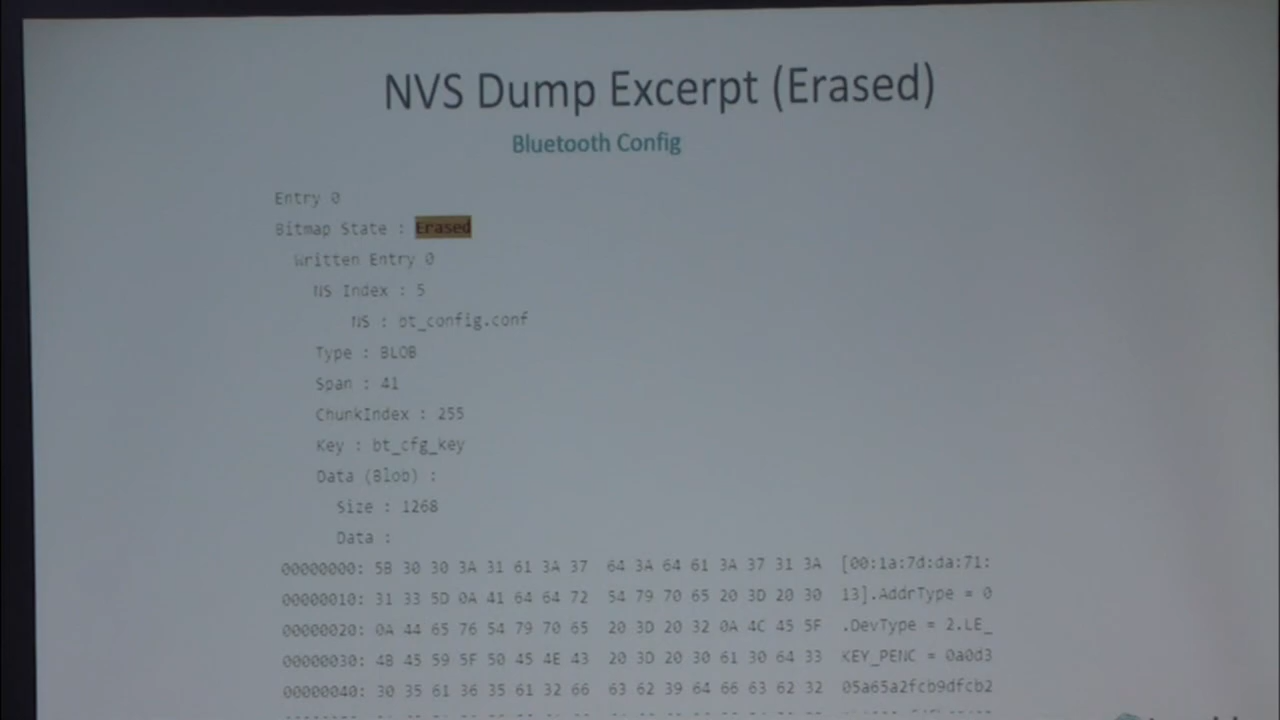 NVS Dump Excerpt (Erased)
Bluetooth Config
Entry 0
Bitmap State : Erased
Written Entry 0
NS Index : 5
NS : bt_config.conf
Type : BLOB
Span : 41
ChunkIndex : 255
Key : bt_cfg_key
Data (Blob) :
Size : 1268
Data :
00000000: 5B 30 30 3A 31 61 3A 37 64 3A 64 61 3A 37 31 3A [00:1a:7d:da:71:
00000010: 31 33 5D 0A 41 64 64 72 54 79 70 65 20 3D 20 30 13].AddrType = 0
00000020: 0A 44 65 76 54 79 70 65 20 3D 20 32 0A 4C 45 5F .DevType = 2.LE_
00000030: 4B 45 59 5F 50 45 4E 43 20 3D 20 30 61 30 64 33 KEY_PENC = 0a0d3
00000040: 30 35 61 36 35 61 32 66 63 62 39 64 66 63 62 32 05a65a2fcb9dfcb2